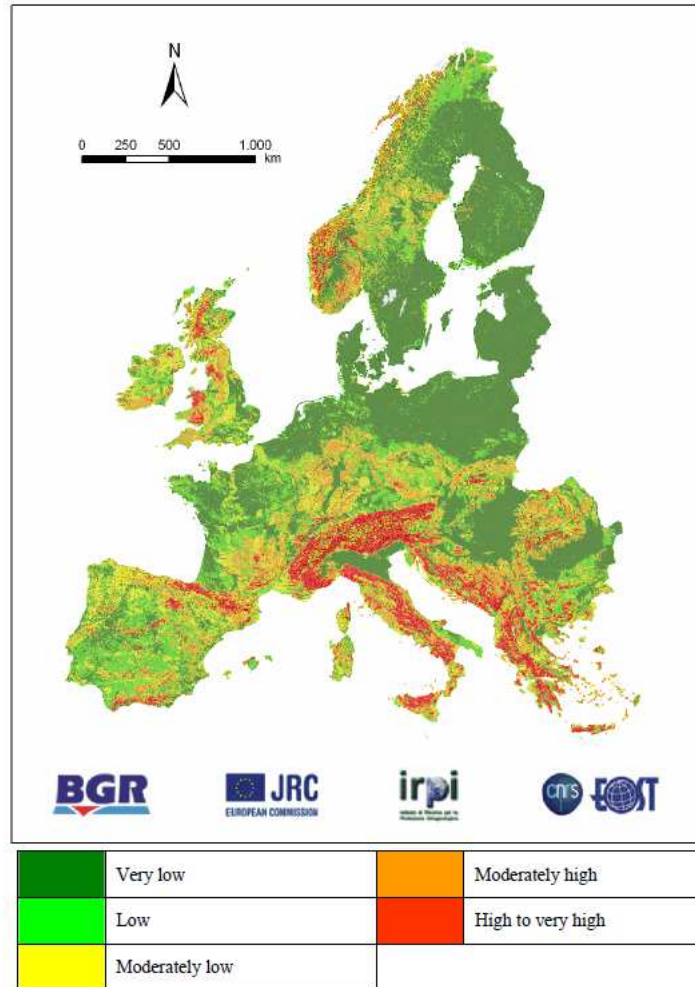 N
0 250 500 1.000
km
BGR
JRC
EUROPEAN COMMISSION
irpi
cnrs
EOST
Very low
Moderately high
Low
High to very high
Moderately low